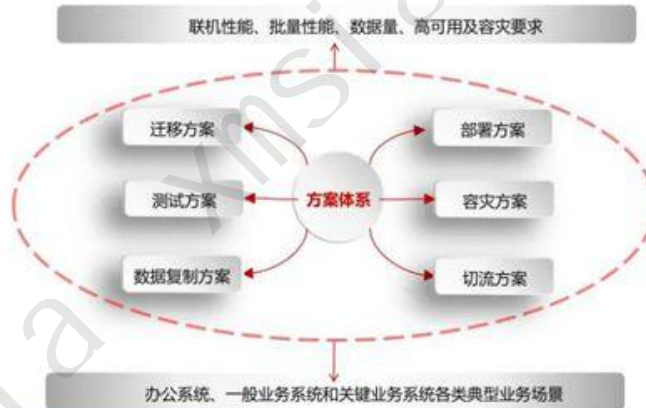 联机性能、批量性能、数据量、高可用及容灾要求
迁移方案
部署方案
方案体系
测试方案
容灾方案
数据复制方案
切流方案
办公系统、一般业务系统和关键业务系统各类典型业务场景